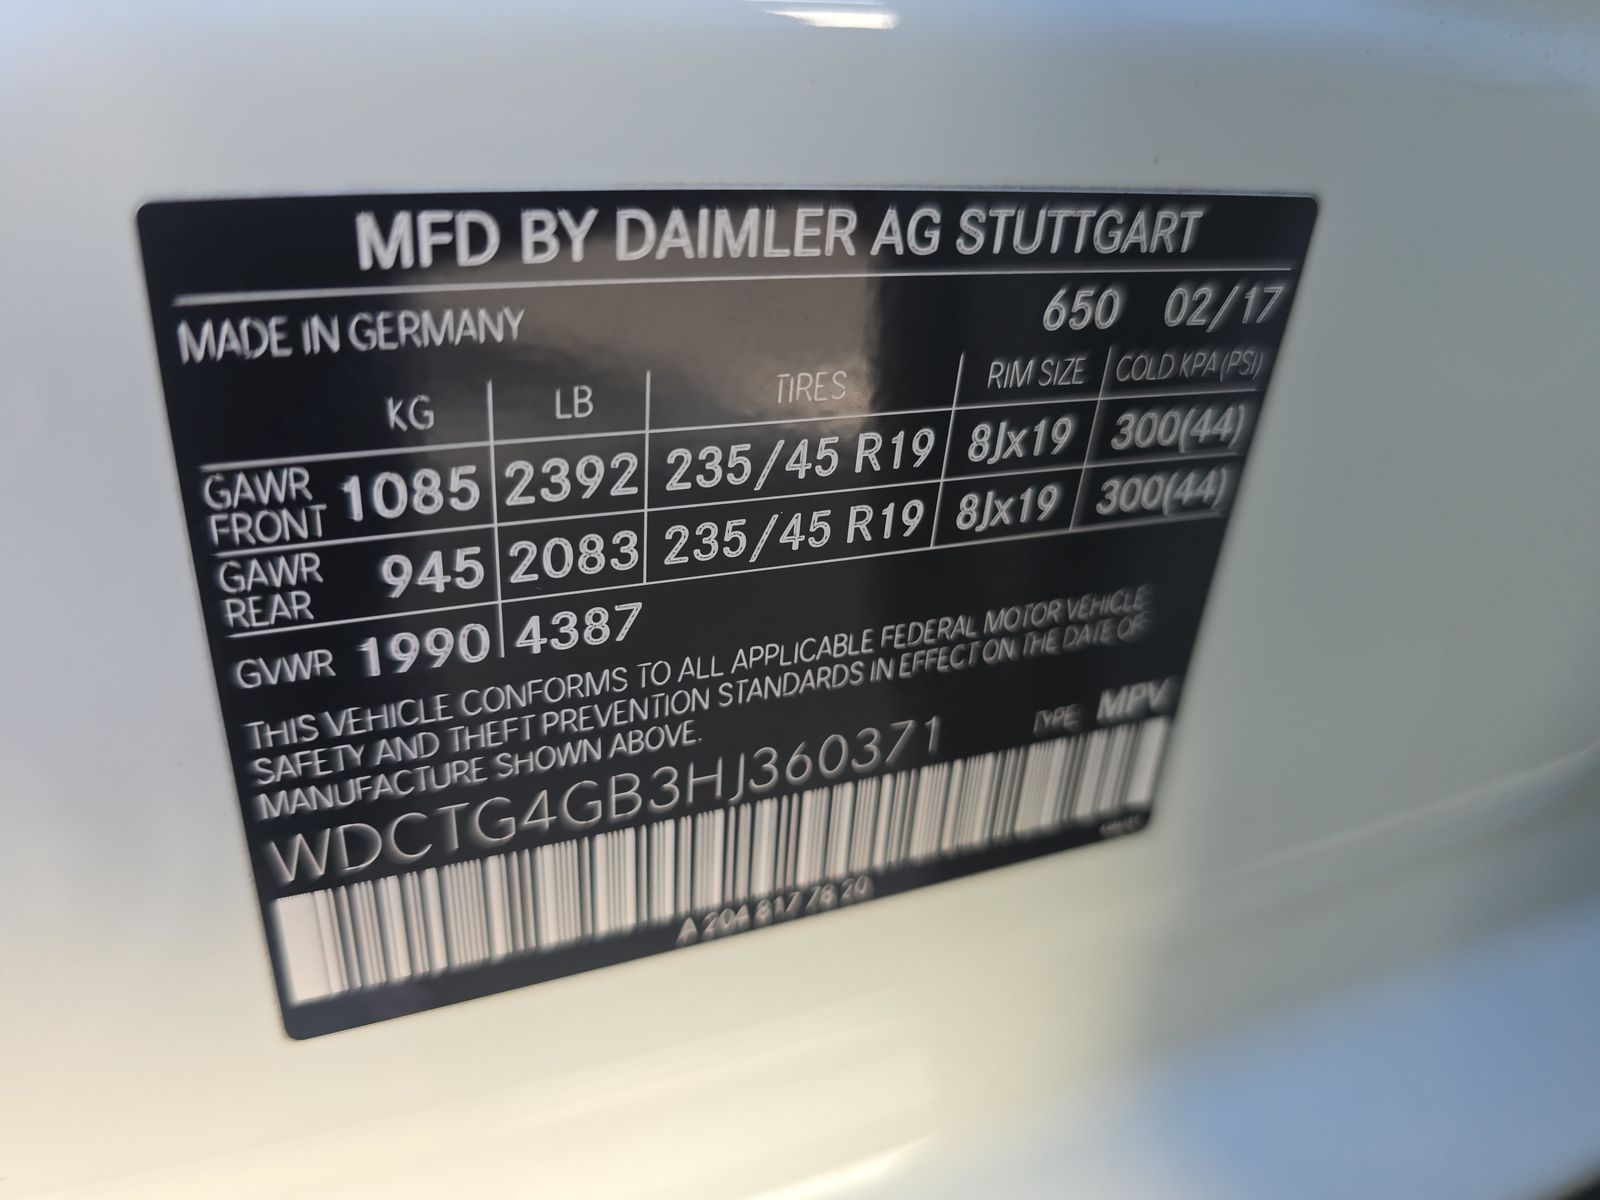 MFD BY DAIMLER AG STUTTGART
MADE IN GERMANY 650 02/17
KG LB TIRES RIM SIZE COLD KPA (PSI)
GAWR FRONT 1085 2392 235/45 R19 8Jx19 300(44)
GAWR REAR 945 2083 235/45 R19 8Jx19 300(44)
GVWR 1990 4387
THIS VEHICLE CONFORMS TO ALL APPLICABLE FEDERAL MOTOR VEHICLE
SAFETY AND THEFT PREVENTION STANDARDS IN EFFECT ON THE DATE OF
MANUFACTURE SHOWN ABOVE.
WDCTG4GB3HJ360371 TYPE: MPV
A 204 817 78 20